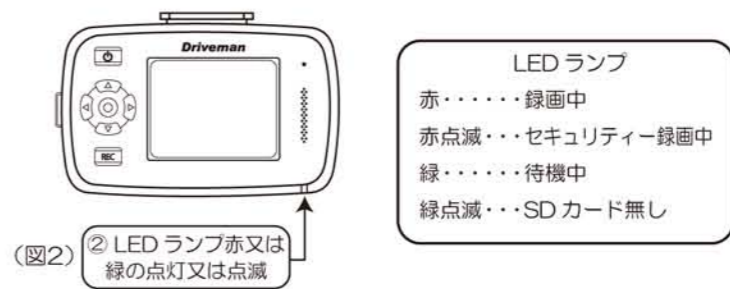 Driveman
REC
(図2)
② LED ランプ赤又は
緑の点灯又は点滅
LED ランプ
赤・・・・・・録画中
赤点滅・・・セキュリティー録画中
緑・・・・・・待機中
緑点滅・・・SD カード無し